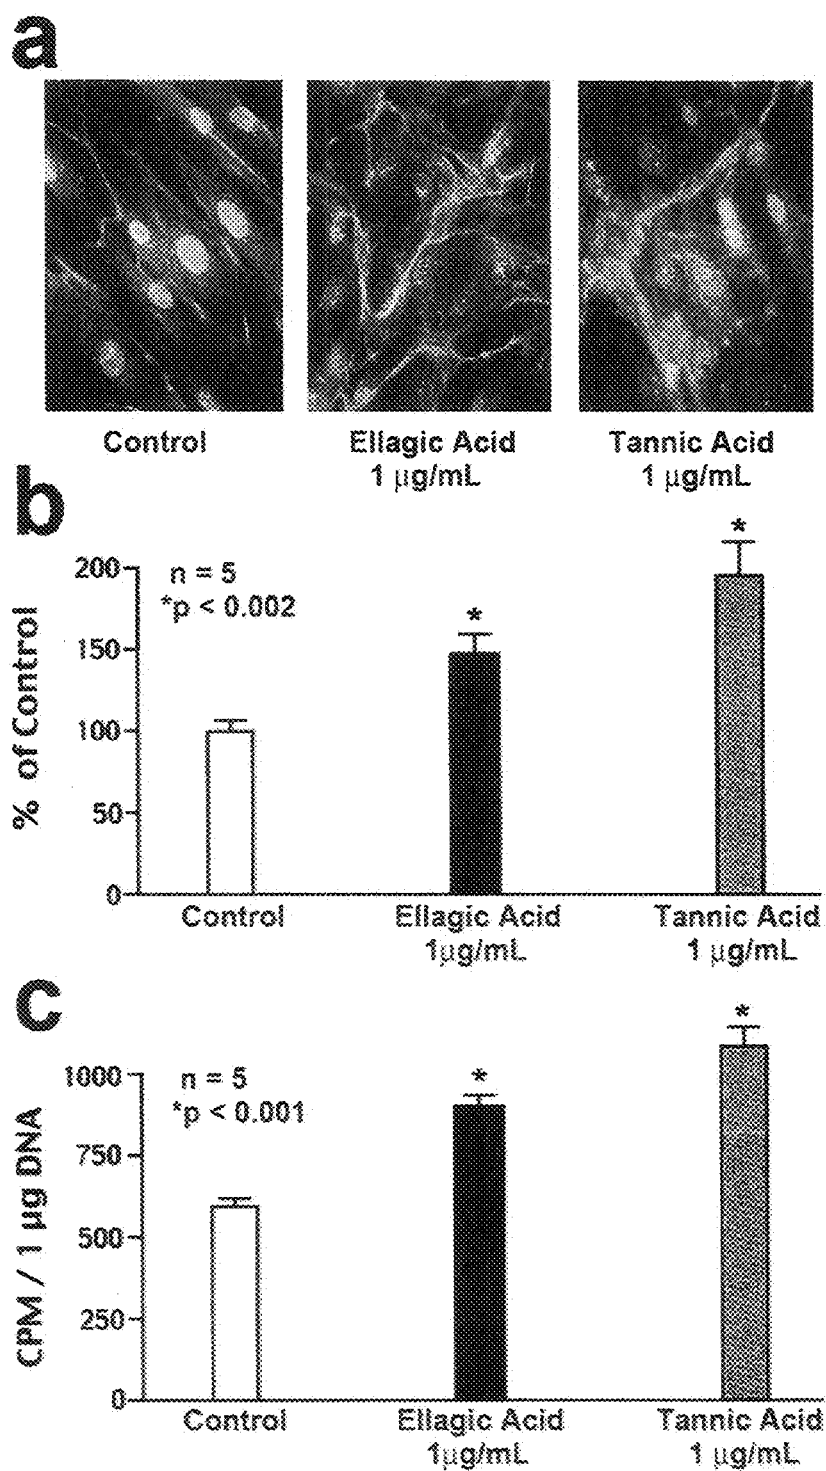 a
Control
Ellagic Acid
1 µg/mL
Tannic Acid
1 µg/mL
b
% of Control
200
150
100
50
0
n = 5
*p < 0.002
*
*
Control
Ellagic Acid
1µg/mL
Tannic Acid
1 µg/mL
c
CPM / 1 µg DNA
1000
750
500
250
0
n = 5
*p < 0.001
*
*
Control
Ellagic Acid
1µg/mL
Tannic Acid
1 µg/mL